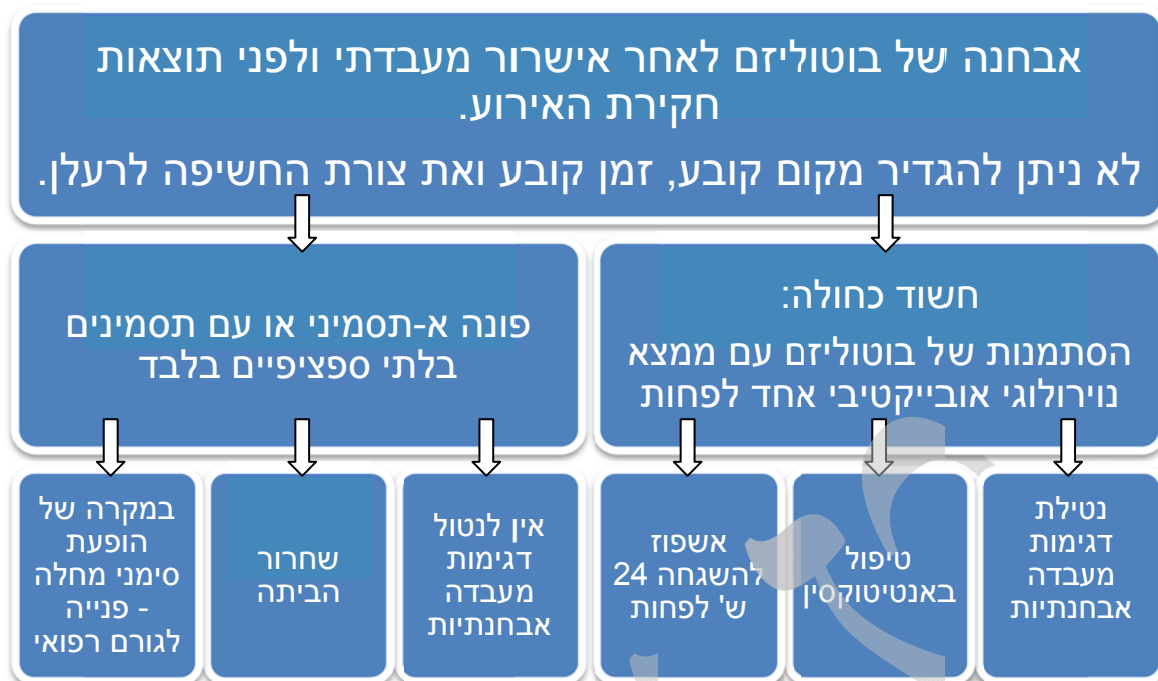 אבחנה של בוטוליזם לאחר אישרור מעבדתי ולפני תוצאות
חקירת האירוע.
לא ניתן להגדיר מקום קובע, זמן קובע ואת צורת החשיפה לרעלן.
חשוד כחולה:
הסתמנות של בוטוליזם עם ממצא
נוירולוגי אובייקטיבי אחד לפחות
פונה א-תסמיני או עם תסמינים
בלתי ספציפיים בלבד
נטילת
דגימות
מעבדה
אבחנתיות
טיפול
באנטיטוקסין
אשפוז
להשגחה 24
ש' לפחות
אין לנטול
דגימות
מעבדה
אבחנתיות
שחרור
הביתה
במקרה של
הופעת
סימני מחלה
- פנייה
לגורם רפואי